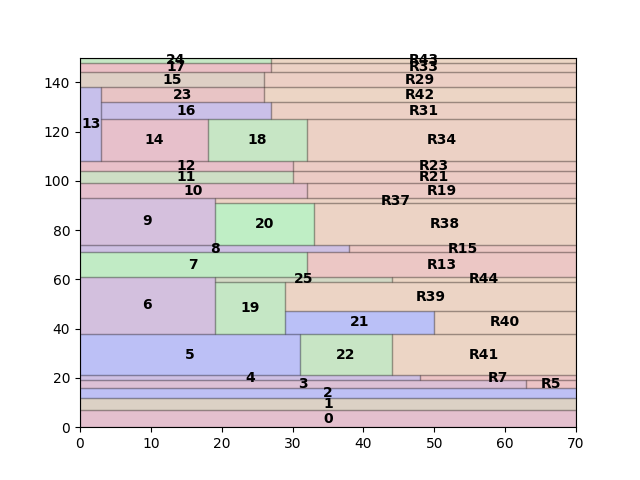 24 R43
17 R33
15 R29
140
23 R42
16 R31
13
120
14 18 R34
12 R23
11 R21
100
10 R19
R37
9 20 R38
80
8 R15
7 R13
60
25 R44
6 19 R39
21 R40
40
5 22 R41
20
4 R7
3 R5
2
1
0
0
0 10 20 30 40 50 60 70